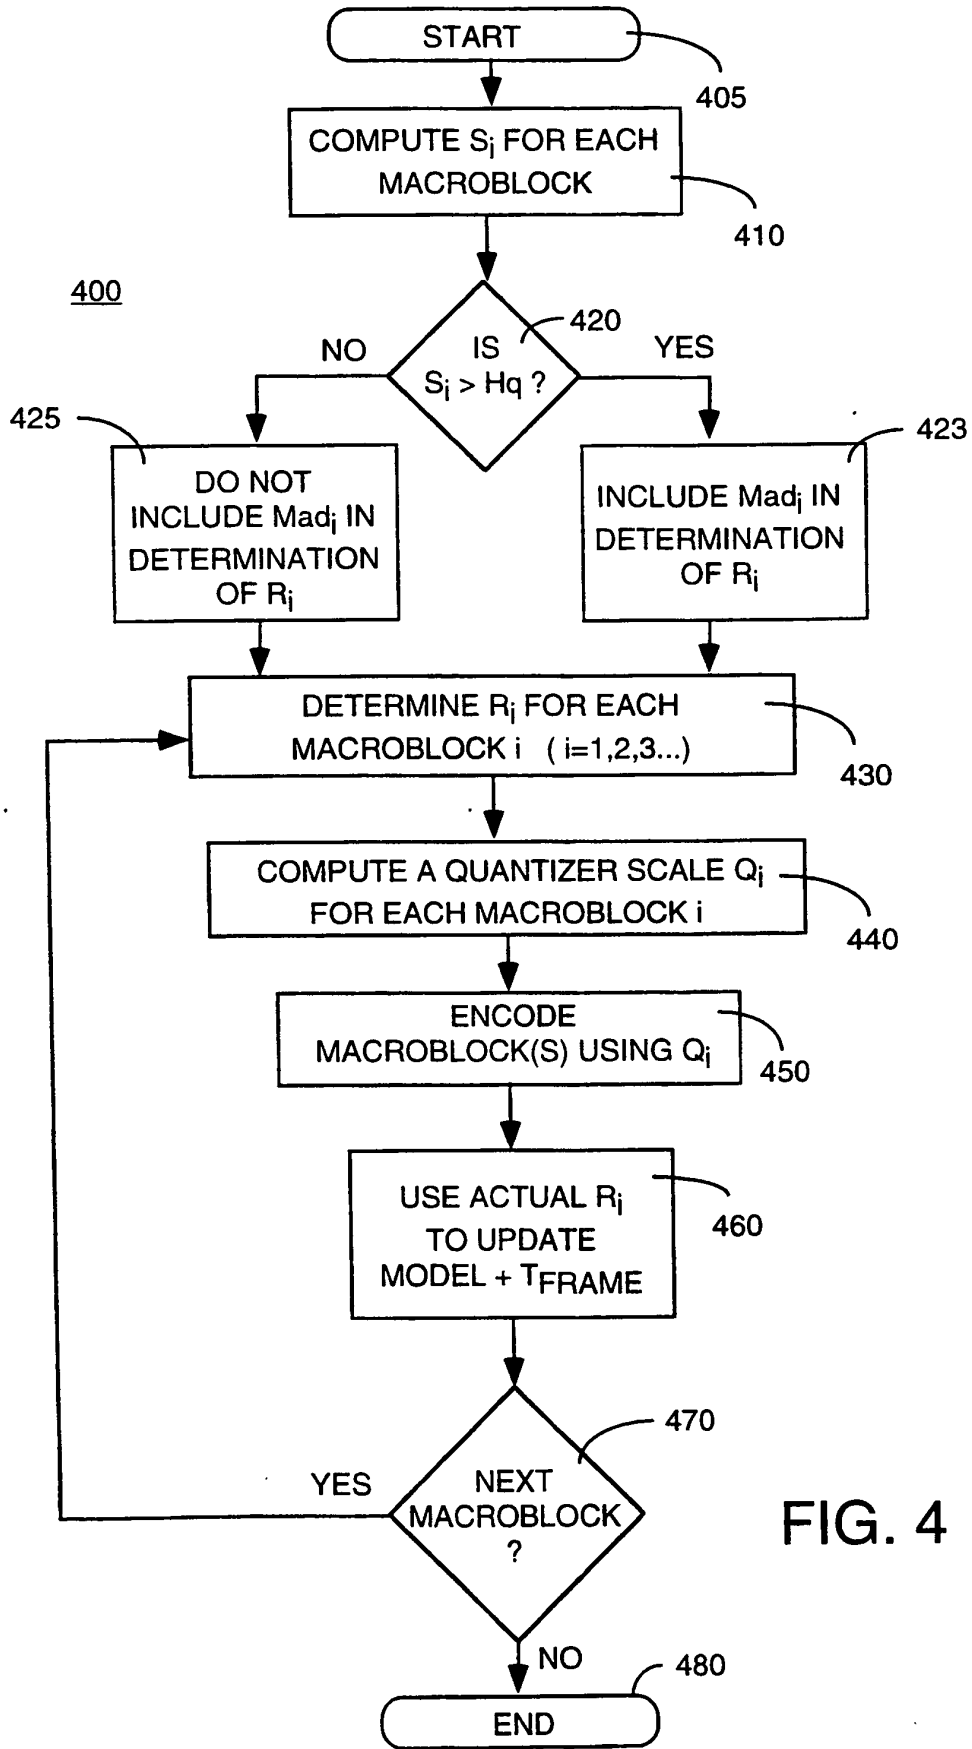 START
405
COMPUTE Si FOR EACH
MACROBLOCK
410
400
420
IS
Si > Hq ?
NO
YES
425
423
DO NOT
INCLUDE Madi IN
DETERMINATION
OF Ri
INCLUDE Madi IN
DETERMINATION
OF Ri
DETERMINE Ri FOR EACH
MACROBLOCK i ( i=1,2,3...)
430
COMPUTE A QUANTIZER SCALE Qi
FOR EACH MACROBLOCK i
440
ENCODE
MACROBLOCK(S) USING Qi
450
USE ACTUAL Ri
TO UPDATE
MODEL + TFRAME
460
470
YES
NEXT
MACROBLOCK
?
FIG. 4
NO
480
END